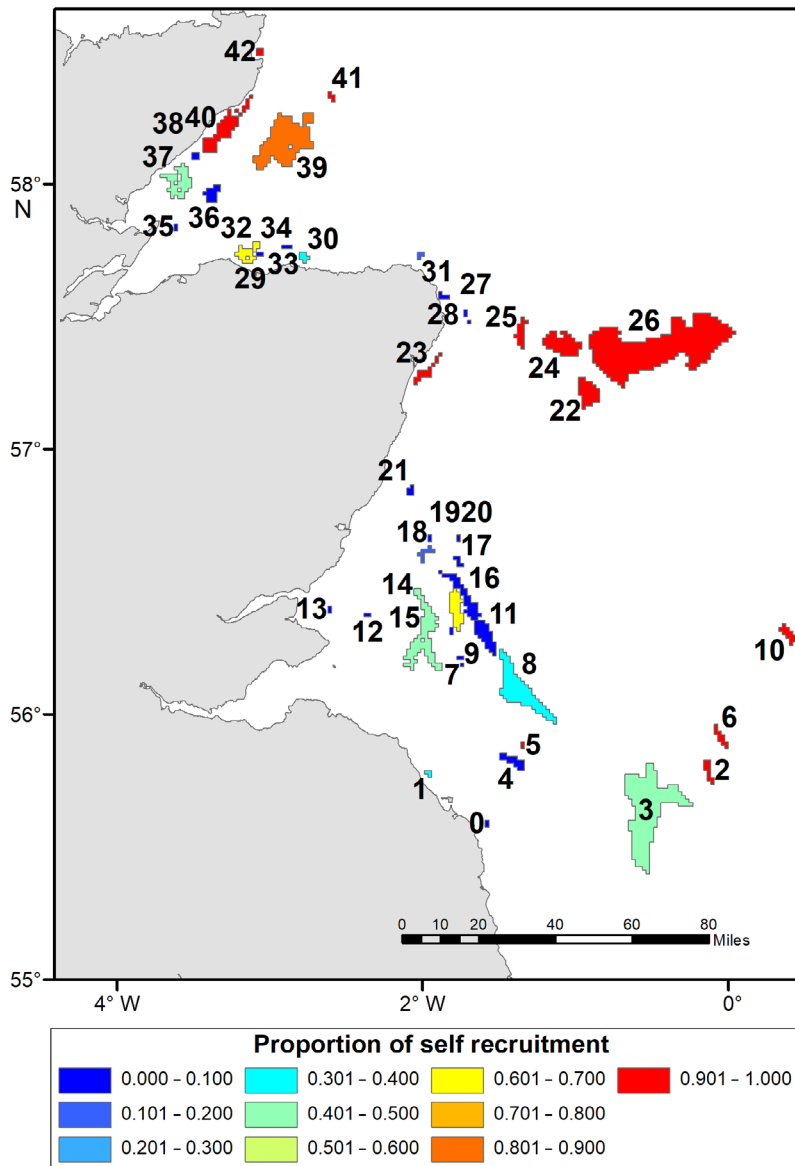 42
41
38 40
37
39
58°
N
35
36
32 34 30
29 33
31 27
28 25 26
23
24
22
57°
21
1920
18 17
14 16
13 15 11
12
10
9 8
7
56°
6
5
4 2
1 3
0
0 10 20 40 60 80
Miles
55°
4° W 2° W 0°
Proportion of self recruitment
0.000 – 0.100 0.301 – 0.400 0.601 – 0.700 0.901 – 1.000
0.101 – 0.200 0.401 – 0.500 0.701 – 0.800
0.201 – 0.300 0.501 – 0.600 0.801 – 0.900